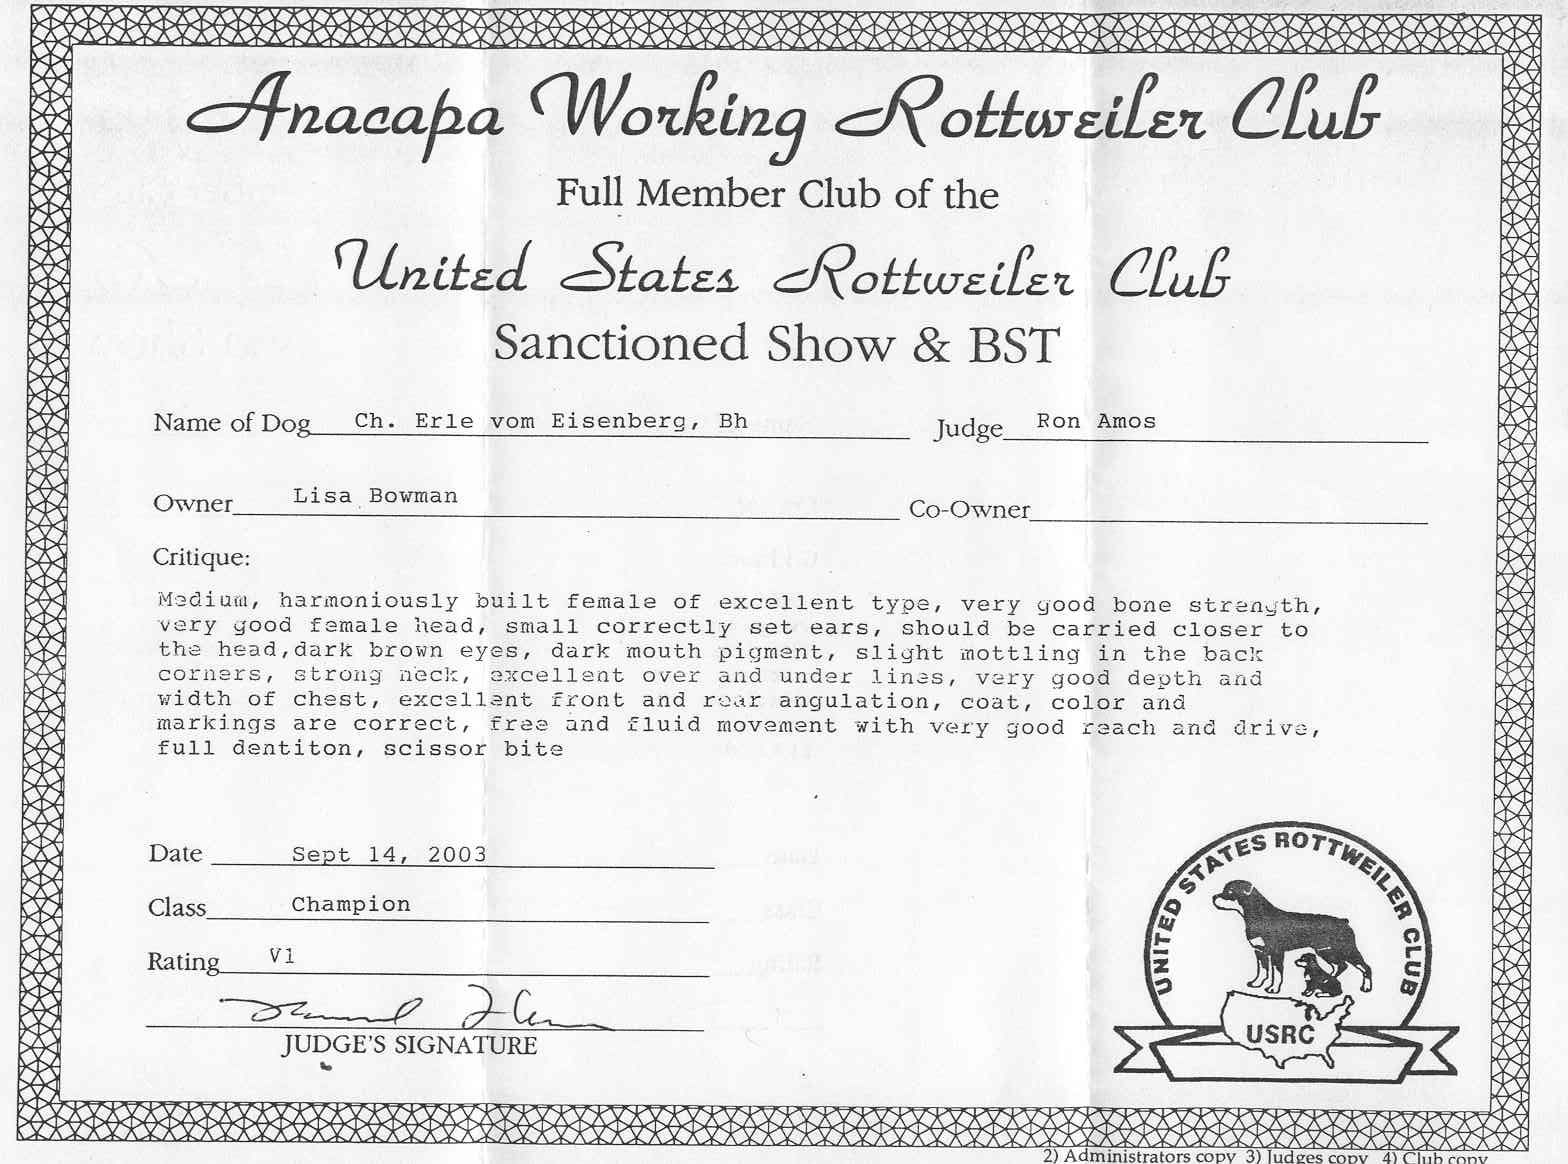 Anacapa Working Rottweiler Club
Full Member Club of the
United States Rottweiler Club
Sanctioned Show & BST
Name of Dog Ch. Erle vom Eisenberg, Bh Judge Ron Amos
Owner Lisa Bowman Co-Owner
Critique:
Medium, harmoniously built female of excellent type, very good bone strength,
very good female head, small correctly set ears, should be carried closer to
the head,dark brown eyes, dark mouth pigment, slight mottling in the back
corners, strong neck, excellent over and under lines, very good depth and
width of chest, excellent front and rear angulation, coat, color and
markings are correct, free and fluid movement with very good reach and drive,
full dentiton, scissor bite
Date Sept 14, 2003
Class Champion
Rating V1
JUDGE'S SIGNATURE
UNITED STATES ROTTWEILER CLUB
USRC
2) Administrators copy 3) Judges copy 4) Club copy